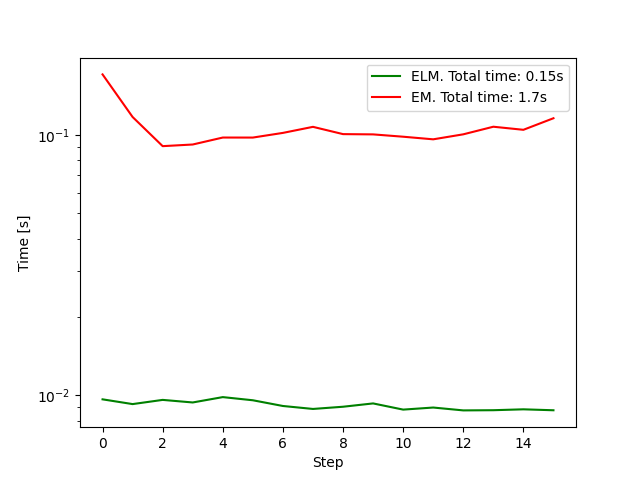 ELM. Total time: 0.15s
EM. Total time: 1.7s
10⁻¹
10⁻²
Time [s]
0 2 4 6 8 10 12 14
Step